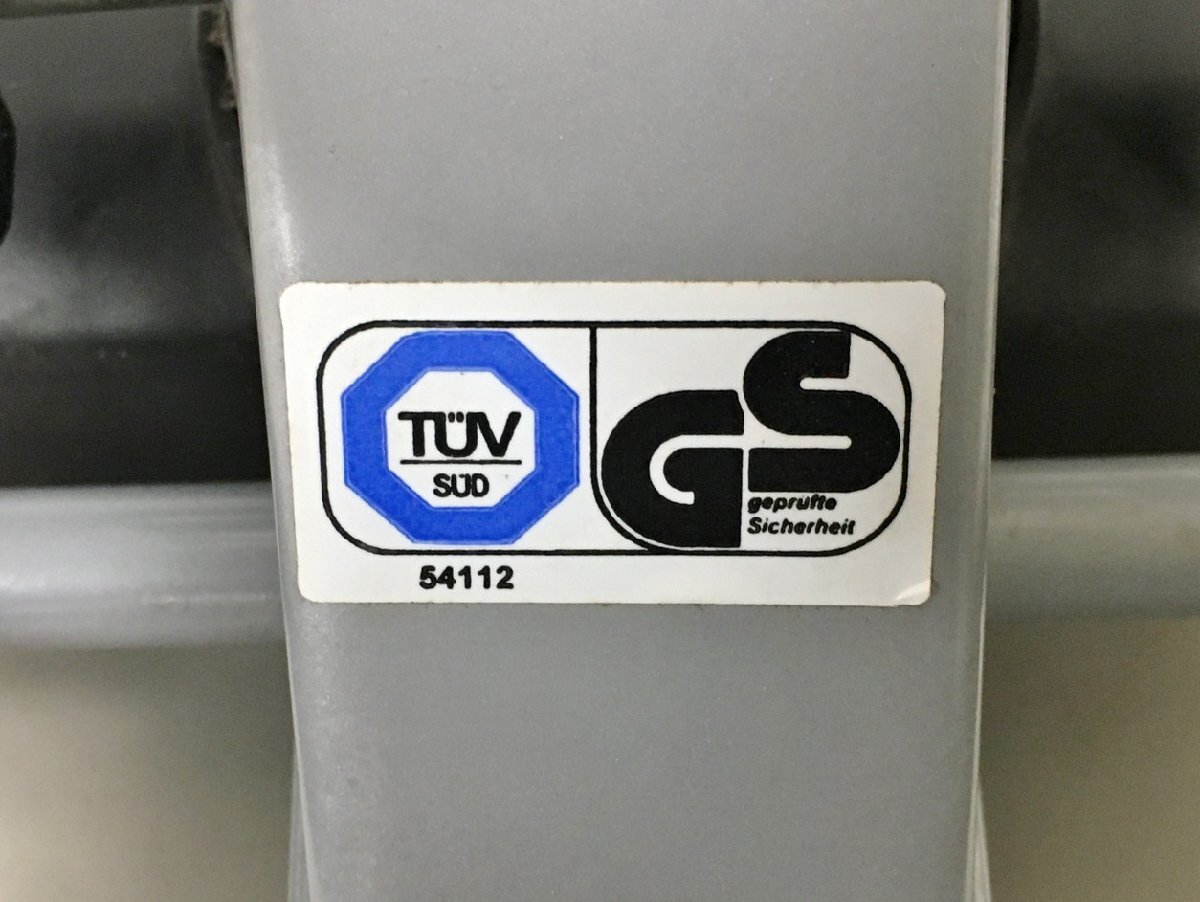 TÜV
SÜD
GS
geprüfte
Sicherheit
54112